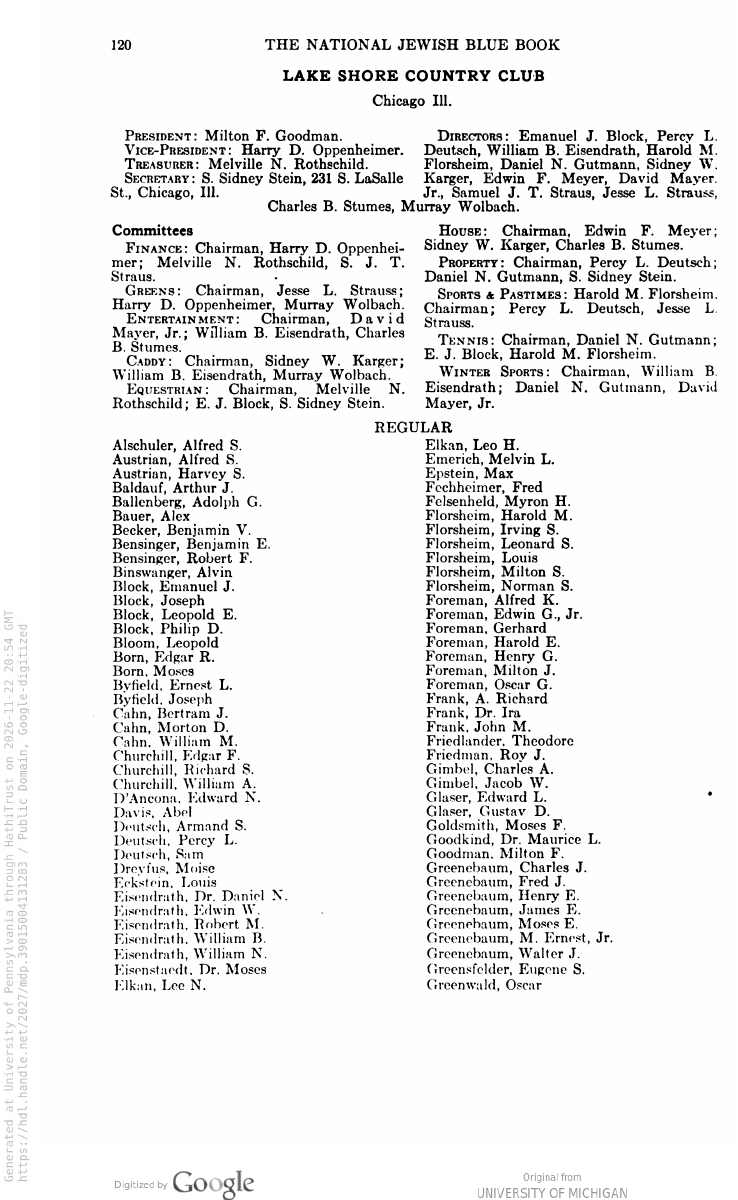 120
THE NATIONAL JEWISH BLUE BOOK
LAKE SHORE COUNTRY CLUB
Chicago Ill.
PRESIDENT: Milton F. Goodman.
VICE-PRESIDENT: Harry D. Oppenheimer.
TREASURER: Melville N. Rothschild.
SECRETARY: S. Sidney Stein, 231 S. LaSalle
St., Chicago, Ill.
DIRECTORS: Emanuel J. Block, Percy L.
Deutsch, William B. Eisendrath, Harold M.
Florsheim, Daniel N. Gutmann, Sidney W.
Karger, Edwin F. Meyer, David Mayer.
Jr., Samuel J. T. Straus, Jesse L. Strauss,
Charles B. Stumes, Murray Wolbach.
Committees
FINANCE: Chairman, Harry D. Oppenhei-
mer; Melville N. Rothschild, S. J. T.
Straus.
GREENS: Chairman, Jesse L. Strauss;
Harry D. Oppenheimer, Murray Wolbach.
ENTERTAINMENT: Chairman, David
Mayer, Jr.; William B. Eisendrath, Charles
B. Stumes.
CADDY: Chairman, Sidney W. Karger;
William B. Eisendrath, Murray Wolbach.
EQUESTRIAN: Chairman, Melville N.
Rothschild; E. J. Block, S. Sidney Stein.
HOUSE: Chairman, Edwin F. Meyer;
Sidney W. Karger, Charles B. Stumes.
PROPERTY: Chairman, Percy L. Deutsch;
Daniel N. Gutmann, S. Sidney Stein.
SPORTS & PASTIMES: Harold M. Florsheim.
Chairman; Percy L. Deutsch, Jesse L.
Strauss.
TENNIS: Chairman, Daniel N. Gutmann;
E. J. Block, Harold M. Florsheim.
WINTER SPORTS: Chairman, William B.
Eisendrath; Daniel N. Gutmann, David
Mayer, Jr.
REGULAR
Alschuler, Alfred S.
Austrian, Alfred S.
Austrian, Harvey S.
Baldauf, Arthur J.
Ballenberg, Adolph G.
Bauer, Alex
Becker, Benjamin V.
Bensinger, Benjamin E.
Bensinger, Robert F.
Binswanger, Alvin
Block, Emanuel J.
Block, Joseph
Block, Leopold E.
Block, Philip D.
Bloom, Leopold
Born, Edgar R.
Born, Moses
Byfield, Ernest L.
Byfield, Joseph
Cahn, Bertram J.
Cahn, Morton D.
Cahn, William M.
Churchill, Edgar F.
Churchill, Richard S.
Churchill, William A.
D'Ancona, Edward N.
Davis, Abel
Deutsch, Armand S.
Deutsch, Percy L.
Deutsch, Sam
Dreyfus, Moise
Eckstein, Louis
Eisendrath, Dr. Daniel N.
Eisendrath, Edwin W.
Eisendrath, Robert M.
Eisendrath, William B.
Eisendrath, William N.
Eisenstaedt, Dr. Moses
Elkan, Lee N.
Elkan, Leo H.
Emerich, Melvin L.
Epstein, Max
Fechheimer, Fred
Felsenheld, Myron H.
Florsheim, Harold M.
Florsheim, Irving S.
Florsheim, Leonard S.
Florsheim, Louis
Florsheim, Milton S.
Florsheim, Norman S.
Foreman, Alfred K.
Foreman, Edwin G., Jr.
Foreman, Gerhard
Foreman, Harold E.
Foreman, Henry G.
Foreman, Milton J.
Foreman, Oscar G.
Frank, A. Richard
Frank, Dr. Ira
Frank, John M.
Friedlander, Theodore
Friedman, Roy J.
Gimbel, Charles A.
Gimbel, Jacob W.
Glaser, Edward L.
Glaser, Gustav D.
Goldsmith, Moses F.
Goodkind, Dr. Maurice L.
Goodman, Milton F.
Greenebaum, Charles J.
Greenebaum, Fred J.
Greenebaum, Henry E.
Greenebaum, James E.
Greenebaum, Moses E.
Greenebaum, M. Ernest, Jr.
Greenebaum, Walter J.
Greensfelder, Eugene S.
Greenwald, Oscar
Generated at University of Pennsylvania through HathiTrust on 2026-11-22 20:54 GMT
https://hdl.handle.net/2027/mdp.39015004131203 / Public Domain, Google-digitized
Digitized by Google
Original from
UNIVERSITY OF MICHIGAN